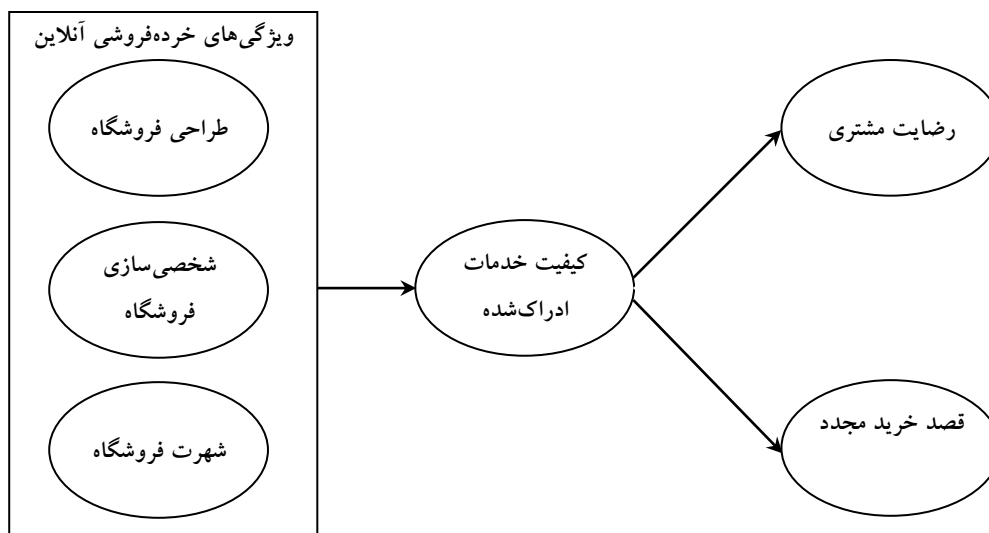 ویژگی‌های خرده‌فروشی آنلاین
طراحی فروشگاه
شخصی‌سازی
فروشگاه
شهرت فروشگاه
کیفیت خدمات
ادراک‌شده
رضایت مشتری
قصد خرید مجدد